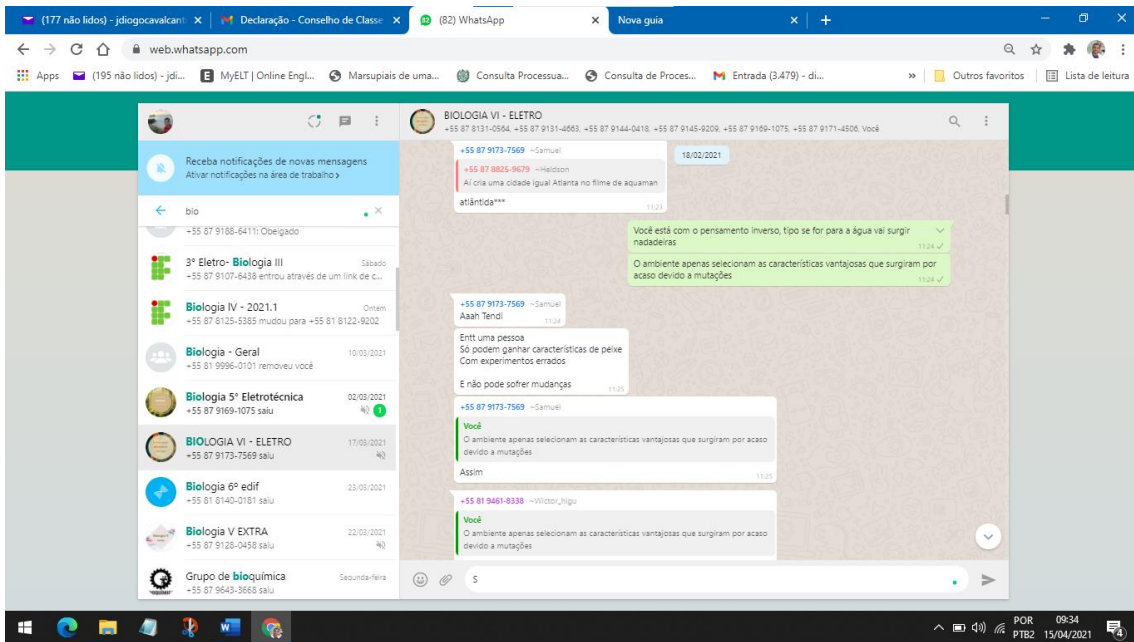 (177 não lidos) - jdiogocavalcant
Declaração - Conselho de Classe
(82) WhatsApp
Nova guia
web.whatsapp.com
Apps
(195 não lidos) - jdi...
MyELT | Online Engl...
Marsupiais de uma...
Consulta Processua...
Consulta de Proces...
Entrada (3.479) - di...
»
Outros favoritos
Lista de leitura
Receba notificações de novas mensagens
Ativar notificações na área de trabalho >
bio
+55 87 9188-6411: Obeigado
3° Eletro- Biologia III
Sábado
+55 87 9107-6438 entrou através de um link de c...
Biologia IV - 2021.1
Ontem
+55 87 8125-5385 mudou para +55 81 8122-9202
Biologia - Geral
10/03/2021
+55 81 9996-0101 removeu você
Biologia 5° Eletrotécnica
02/03/2021
+55 87 9169-1075 saiu
1
BIOLOGIA VI - ELETRO
17/03/2021
+55 87 9173-7569 saiu
Biologia 6º edif
23/03/2021
+55 81 8140-0181 saiu
Biologia V EXTRA
22/03/2021
+55 87 9128-0458 saiu
Grupo de bioquímica
Segunda-feira
+55 87 9643-3668 saiu
BIOLOGIA VI - ELETRO
+55 87 8131-0564, +55 87 9131-4663, +55 87 9144-0418, +55 87 9145-9209, +55 87 9169-1075, +55 87 9171-4506, Você
18/02/2021
+55 87 9173-7569 ~Samuel
+55 87 8825-9679 ~Heldson
Aí cria uma cidade igual Atlanta no filme de aquaman
atlântida***
11:23
Você está com o pensamento inverso, tipo se for para a água vai surgir
nadadeiras
11:24
O ambiente apenas selecionam as características vantajosas que surgiram por
acaso devido a mutações
11:24
+55 87 9173-7569 ~Samuel
Aaah Tendi
11:24
Entt uma pessoa
Só podem ganhar características de peixe
Com experimentos errados
E não pode sofrer mudanças
11:25
+55 87 9173-7569 ~Samuel
Você
O ambiente apenas selecionam as características vantajosas que surgiram por acaso
devido a mutações
Assim
11:25
+55 81 9461-8338 ~Wictor_higu
Você
O ambiente apenas selecionam as características vantajosas que surgiram por acaso
devido a mutações
S
POR
PTB2
09:34
15/04/2021
4